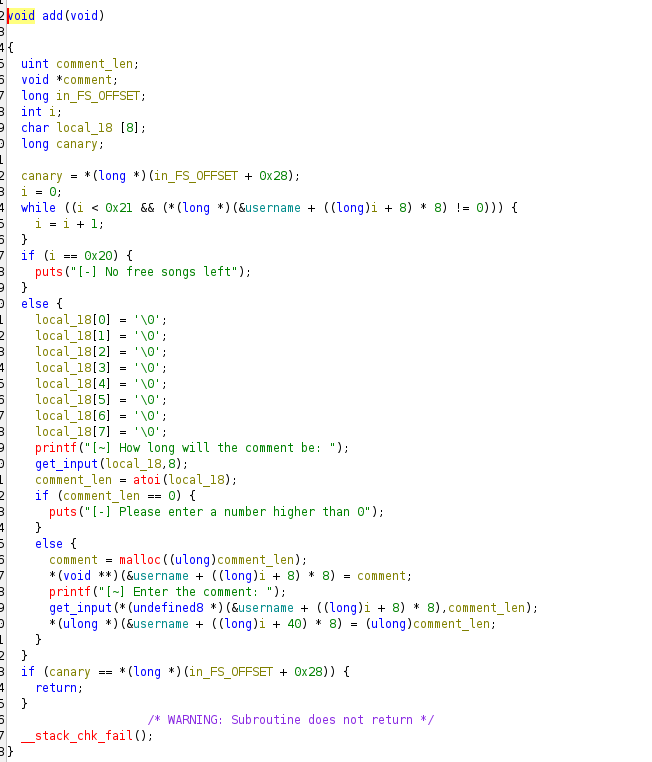 2 void add(void)
3
4 {
5 uint comment_len;
6 void *comment;
7 long in_FS_OFFSET;
8 int i;
9 char local_18 [8];
0 long canary;
1
2 canary = *(long *)(in_FS_OFFSET + 0x28);
3 i = 0;
4 while ((i < 0x21 && (*(long *)(&username + ((long)i + 8) * 8) != 0))) {
5 i = i + 1;
6 }
7 if (i == 0x20) {
8 puts("[-] No free songs left");
9 }
0 else {
1 local_18[0] = '\0';
2 local_18[1] = '\0';
3 local_18[2] = '\0';
4 local_18[3] = '\0';
5 local_18[4] = '\0';
6 local_18[5] = '\0';
7 local_18[6] = '\0';
8 local_18[7] = '\0';
9 printf("[~] How long will the comment be: ");
0 get_input(local_18,8);
1 comment_len = atoi(local_18);
2 if (comment_len == 0) {
3 puts("[-] Please enter a number higher than 0");
4 }
5 else {
6 comment = malloc((ulong)comment_len);
7 *(void **)(&username + ((long)i + 8) * 8) = comment;
8 printf("[~] Enter the comment: ");
9 get_input(*(undefined8 *)(&username + ((long)i + 8) * 8),comment_len);
0 *(ulong *)(&username + ((long)i + 40) * 8) = (ulong)comment_len;
1 }
2 }
3 if (canary == *(long *)(in_FS_OFFSET + 0x28)) {
4 return;
5 }
6 /* WARNING: Subroutine does not return */
7 __stack_chk_fail();
8 }